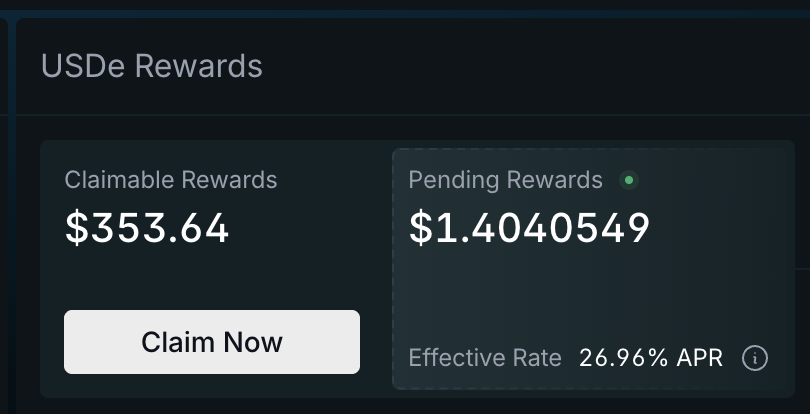 USDe Rewards
Claimable Rewards
$353.64
Claim Now
Pending Rewards
$1.4040549
Effective Rate 26.96% APR